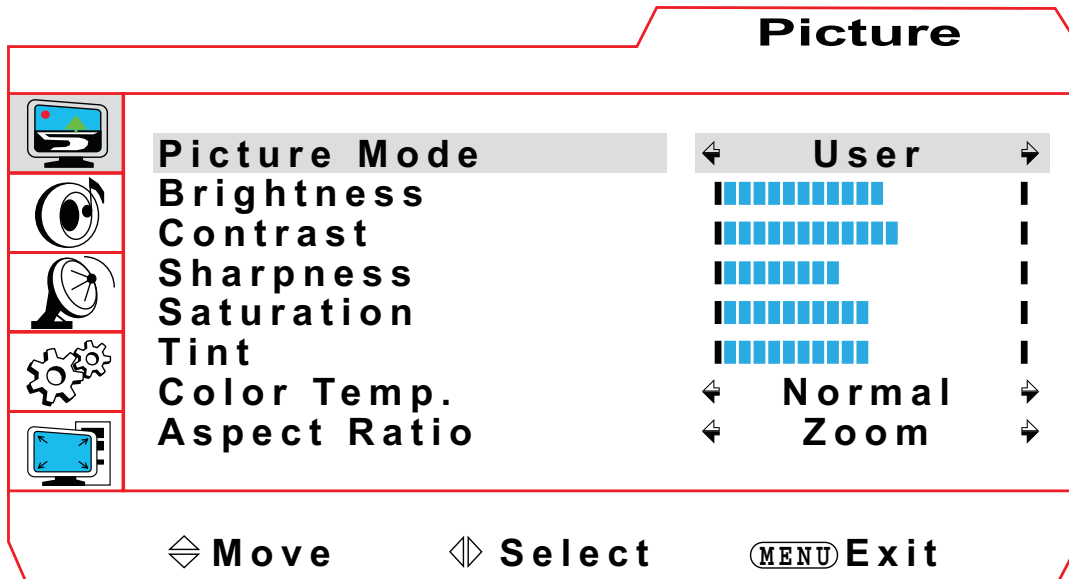 Picture
Picture Mode User
Brightness
Contrast
Sharpness
Saturation
Tint
Color Temp. Normal
Aspect Ratio Zoom
Move Select MENU Exit